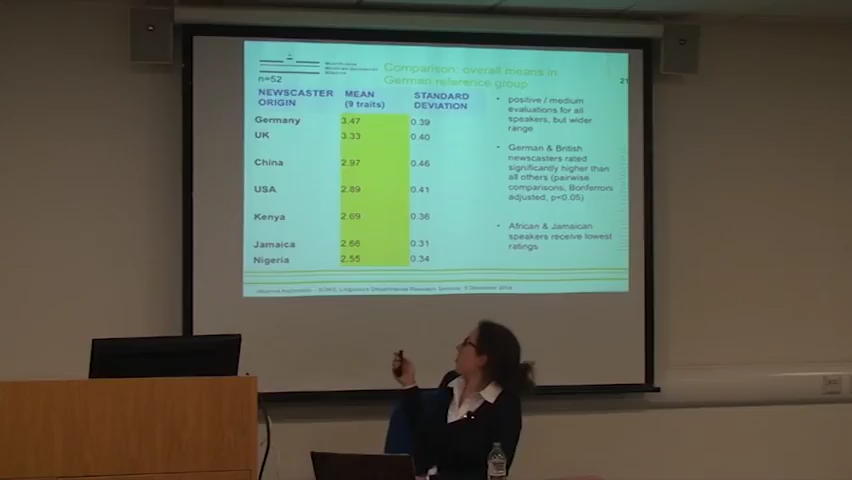 Comparison: overall means in
German reference group
21
n=52
NEWSCASTER
ORIGIN
MEAN
(9 traits)
STANDARD
DEVIATION
Germany 3.47 0.39
UK 3.33 0.40
China 2.97 0.46
USA 2.89 0.41
Kenya 2.69 0.36
Jamaica 2.66 0.31
Nigeria 2.55 0.34
• positive / medium
evaluations for all
speakers, but wider
range
• German & British
newscasters rated
significantly higher than
all others (pairwise
comparisons, Bonferroni
adjusted, p<0.05)
• African & Jamaican
speakers receive lowest
ratings